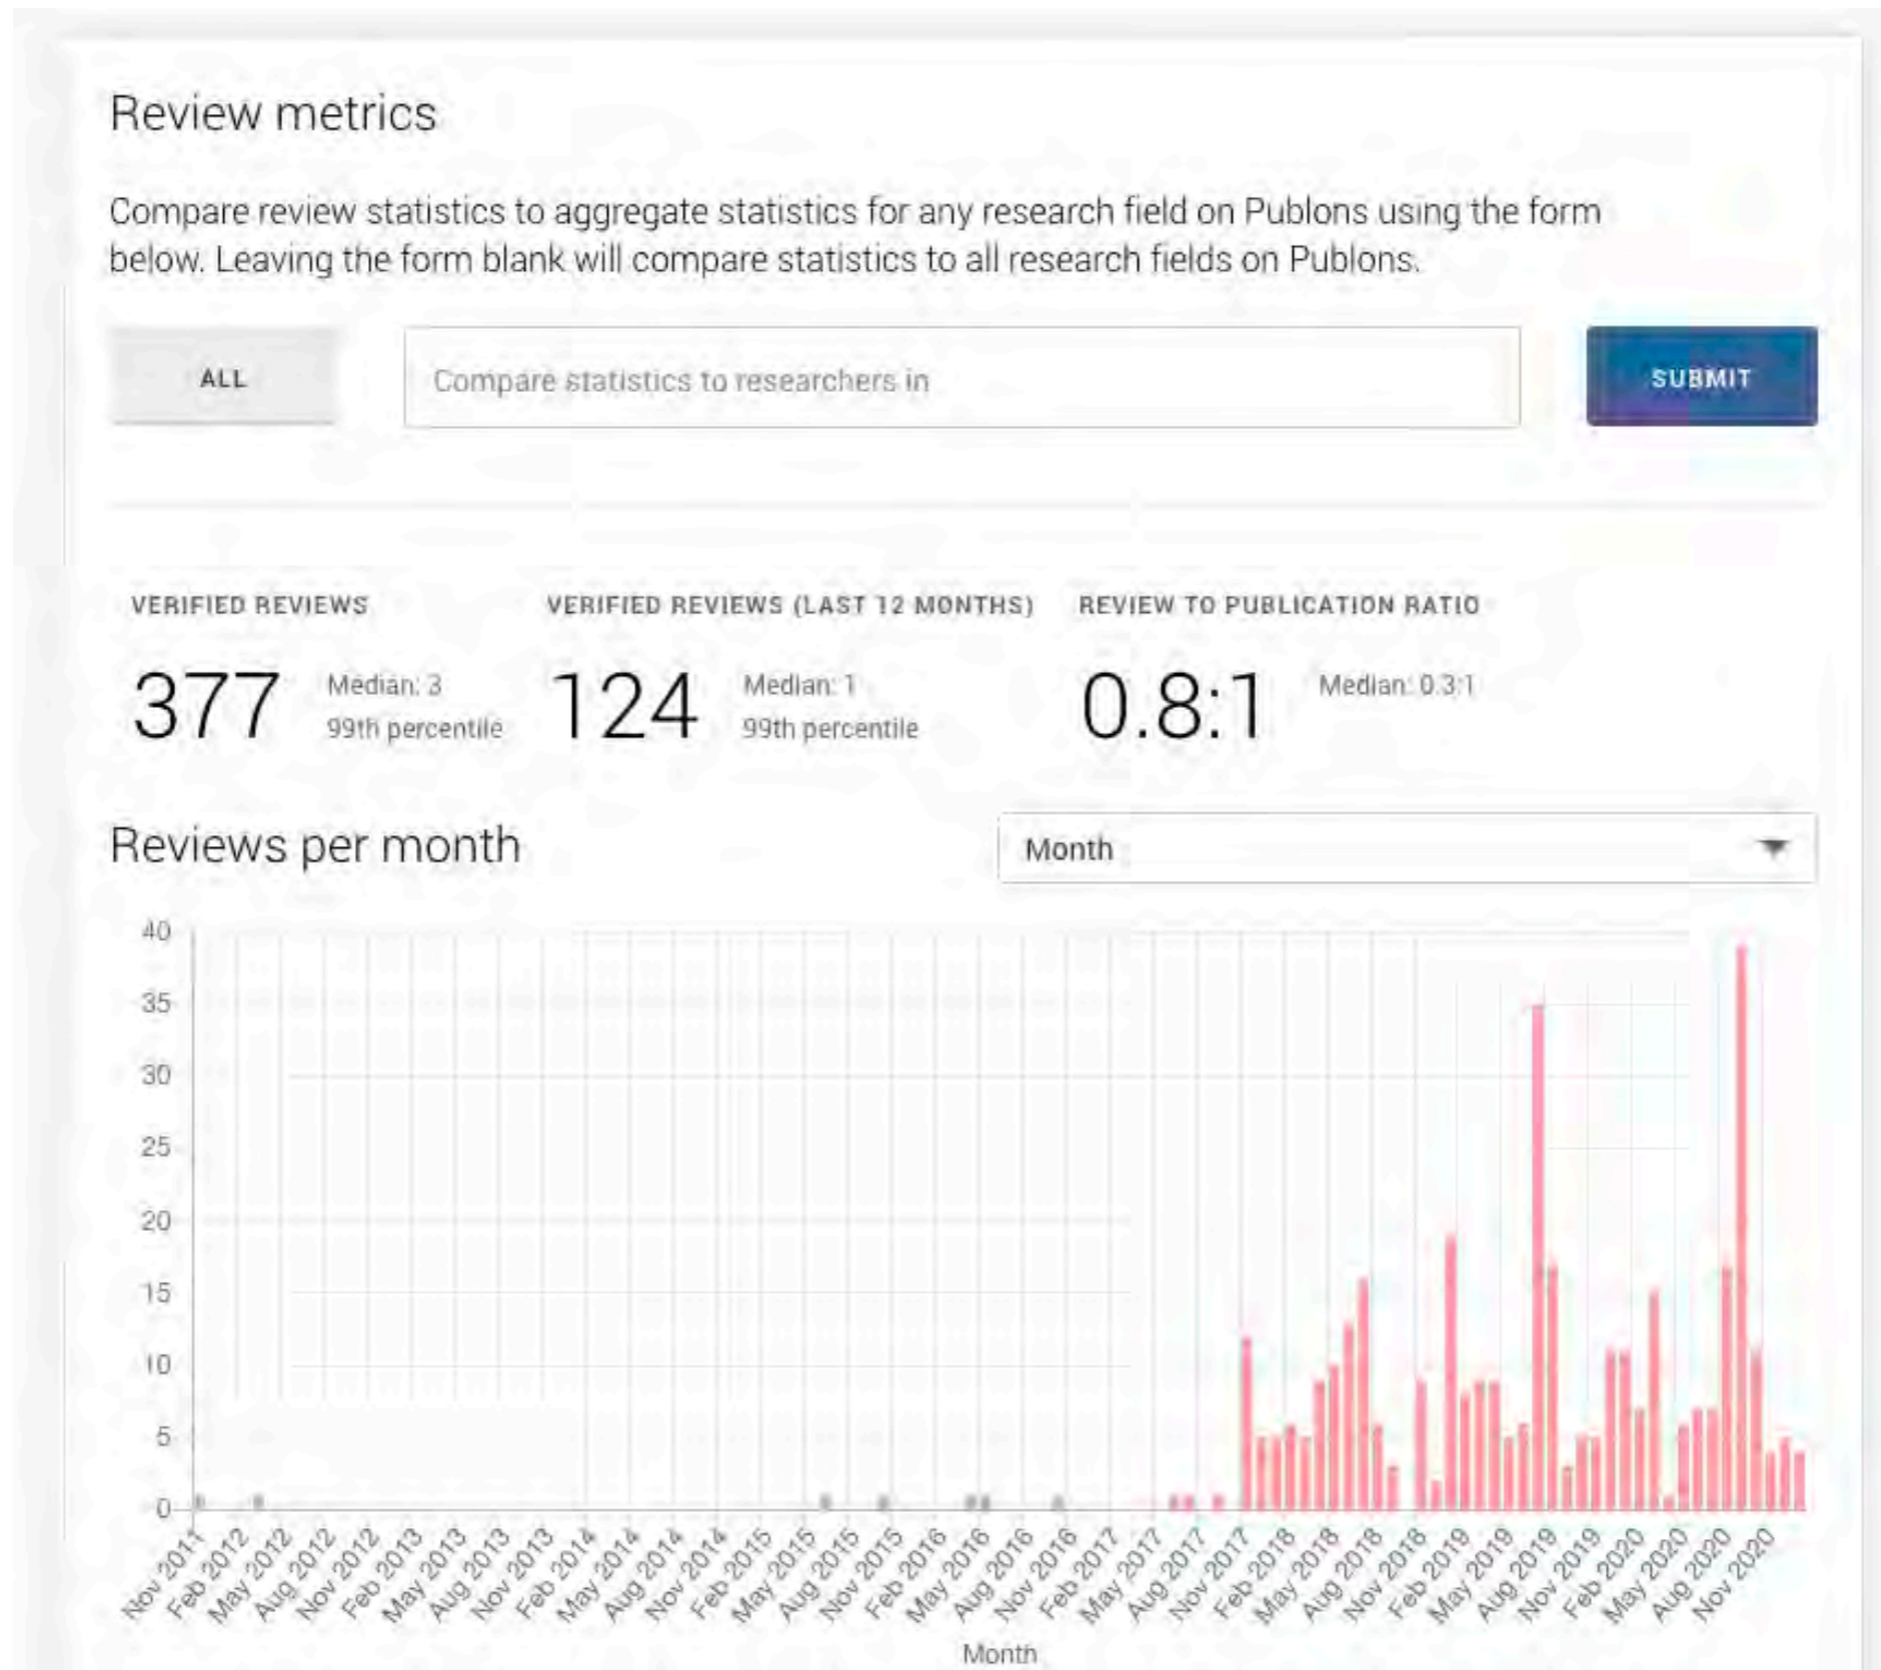 Review metrics
Compare review statistics to aggregate statistics for any research field on Publons using the form
below. Leaving the form blank will compare statistics to all research fields on Publons.
ALL
Compare statistics to researchers in
SUBMIT
VERIFIED REVIEWS
VERIFIED REVIEWS (LAST 12 MONTHS)
REVIEW TO PUBLICATION RATIO
377
Median: 3
99th percentile
124
Median: 1
99th percentile
0.8:1
Median: 0.3:1
Reviews per month
Month
40
35
30
25
20
15
10
5
0
Nov 2011
Feb 2012
May 2012
Aug 2012
Nov 2012
Feb 2013
May 2013
Aug 2013
Nov 2013
Feb 2014
May 2014
Aug 2014
Nov 2014
Feb 2015
May 2015
Aug 2015
Nov 2015
Feb 2016
May 2016
Aug 2016
Nov 2016
Feb 2017
May 2017
Aug 2017
Nov 2017
Feb 2018
May 2018
Aug 2018
Nov 2018
Feb 2019
May 2019
Aug 2019
Nov 2019
Feb 2020
May 2020
Aug 2020
Nov 2020
Month